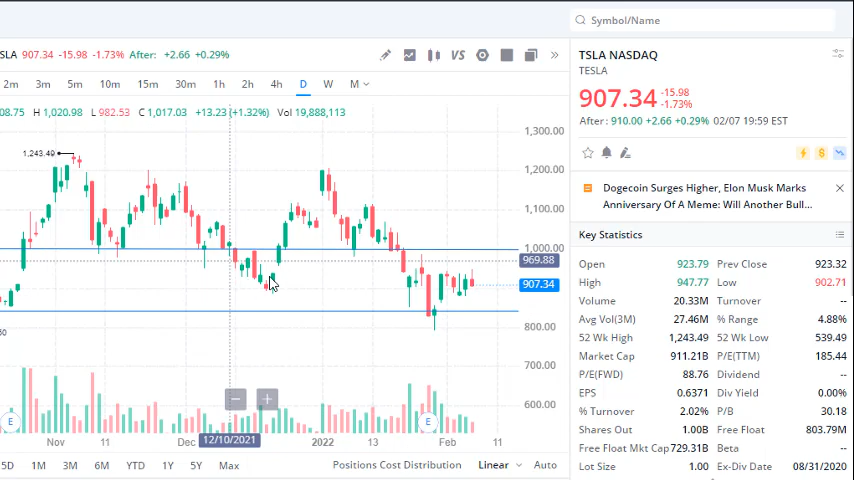 Symbol/Name
SLA 907.34 -15.98 -1.73% After: +2.66 +0.29%
VS
TSLA NASDAQ
TESLA
907.34 -15.98
-1.73%
After : 910.00 +2.66 +0.29% 02/07 19:59 EST
2m 3m 5m 10m 15m 30m 1h 2h 4h D W M
08.75 H 1,020.98 L 982.53 C 1,017.03 +13.23 (+1.32%) Vol 19,888,113
1,300.00
1,243.49
1,200.00
1,100.00
1,000.00
969.88
907.34
800.00
700.00
600.00
E
E
Nov 11 Dec 12/10/2021 2022 13 Feb 11
5D 1M 3M 6M YTD 1Y 5Y Max Positions Cost Distribution Linear Auto
$
Dogecoin Surges Higher, Elon Musk Marks
Anniversary Of A Meme: Will Another Bull...
Key Statistics
Open 923.79 Prev Close 923.32
High 947.77 Low 902.71
Volume 20.33M Turnover --
Avg Vol(3M) 27.46M % Range 4.88%
52 Wk High 1,243.49 52 Wk Low 539.49
Market Cap 911.21B P/E(TTM) 185.44
P/E(FWD) 88.76 Dividend --
EPS 0.6371 Div Yield 0.00%
% Turnover 2.02% P/B 30.18
Shares Out 1.00B Free Float 803.79M
Free Float Mkt Cap 729.31B Beta --
Lot Size 1.00 Ex-Div Date 08/31/2020